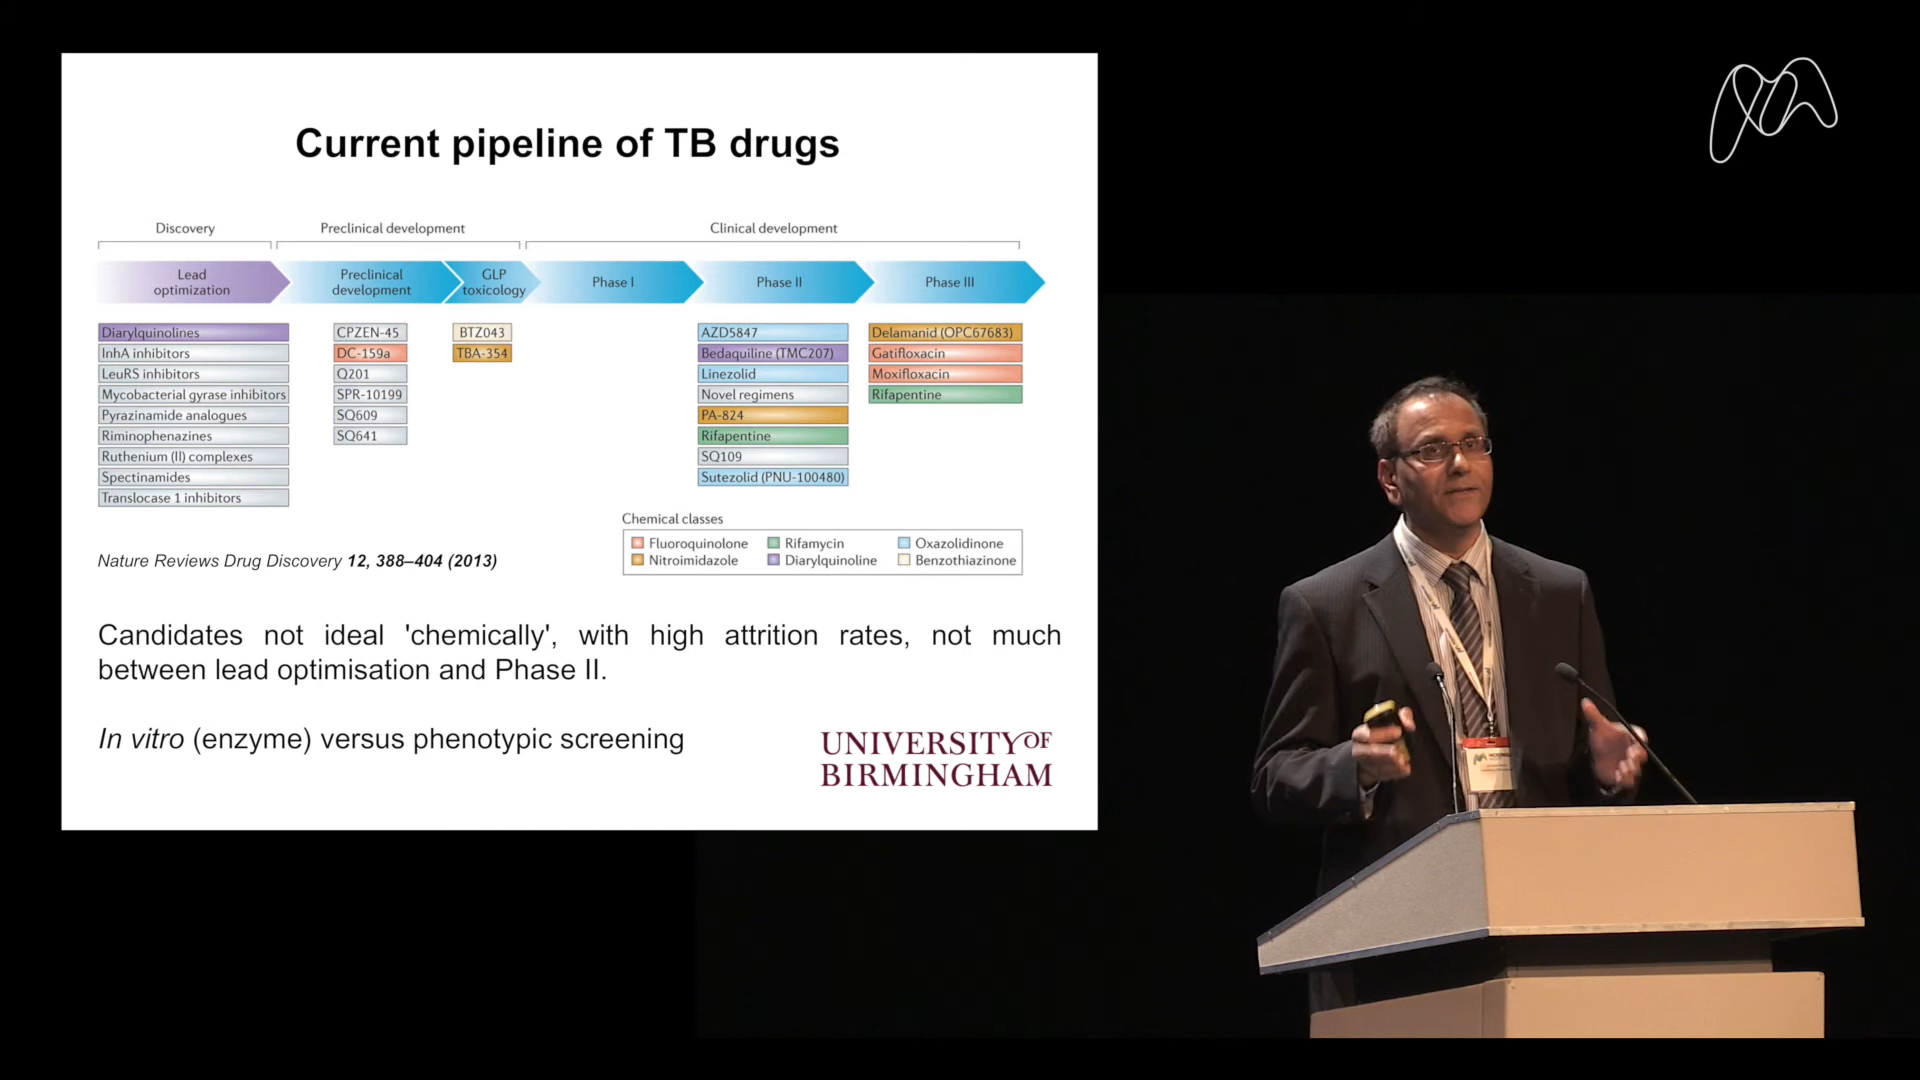 Current pipeline of TB drugs
Discovery
Preclinical development
Clinical development
Lead
optimization
Preclinical
development
GLP
toxicology
Phase I
Phase II
Phase III
Diarylquinolines
InhA inhibitors
LeuRS inhibitors
Mycobacterial gyrase inhibitors
Pyrazinamide analogues
Riminophenazines
Ruthenium (II) complexes
Spectinamides
Translocase 1 inhibitors
CPZEN-45
DC-159a
Q201
SPR-10199
SQ609
SQ641
BTZ043
TBA-354
AZD5847
Bedaquiline (TMC207)
Linezolid
Novel regimens
PA-824
Rifapentine
SQ109
Sutezolid (PNU-100480)
Delamanid (OPC67683)
Gatifloxacin
Moxifloxacin
Rifapentine
Chemical classes
Fluoroquinolone
Rifamycin
Oxazolidinone
Nitroimidazole
Diarylquinoline
Benzothiazinone
Nature Reviews Drug Discovery 12, 388–404 (2013)
Candidates not ideal 'chemically', with high attrition rates, not much
between lead optimisation and Phase II.
In vitro (enzyme) versus phenotypic screening
UNIVERSITY OF
BIRMINGHAM